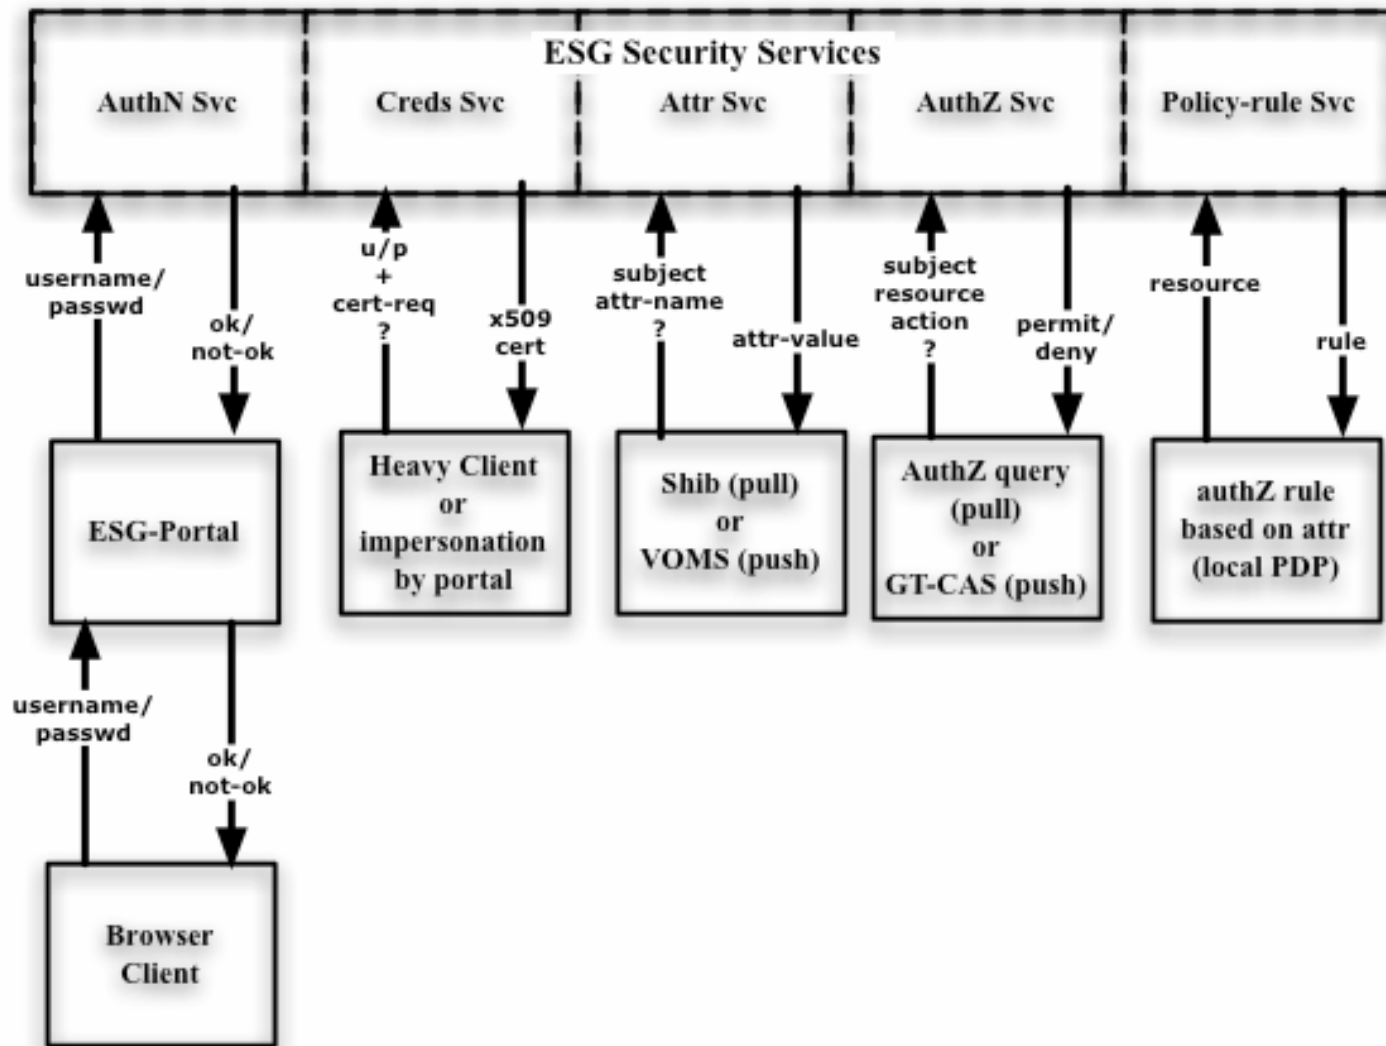 ESG Security Services
AuthN Svc
Creds Svc
Attr Svc
AuthZ Svc
Policy-rule Svc
username/
passwd
ok/
not-ok
u/p
+
cert-req
?
x509
cert
subject
attr-name
?
attr-value
subject
resource
action
?
permit/
deny
resource
rule
ESG-Portal
Heavy Client
or
impersonation
by portal
Shib (pull)
or
VOMS (push)
AuthZ query
(pull)
or
GT-CAS (push)
authZ rule
based on attr
(local PDP)
username/
passwd
ok/
not-ok
Browser
Client